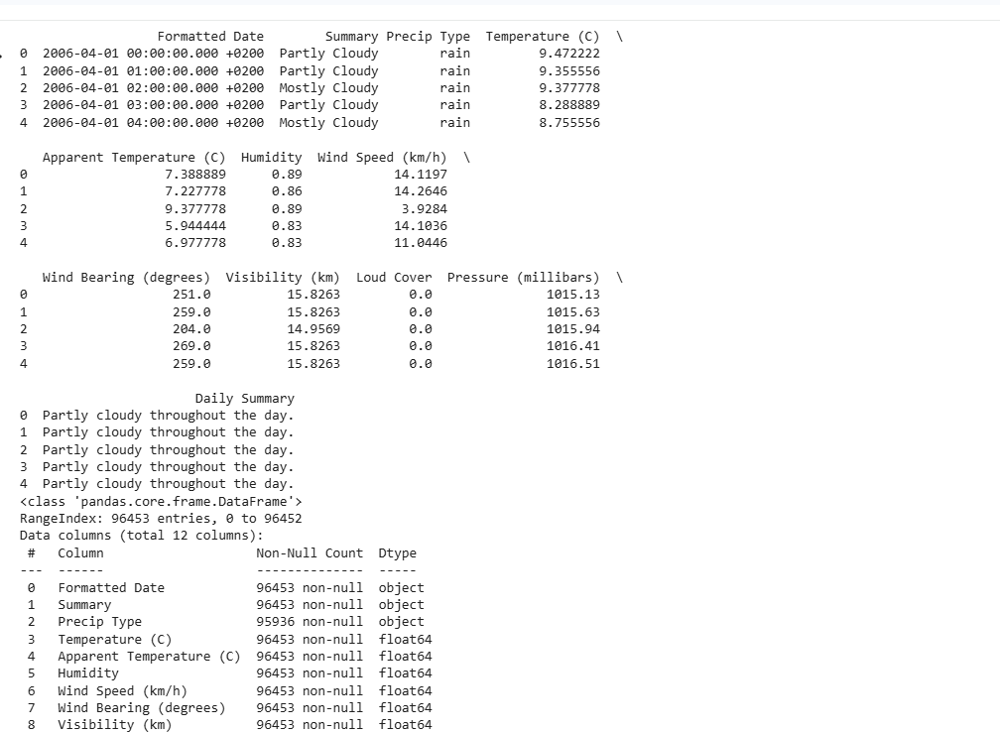 Formatted Date        Summary Precip Type  Temperature (C)  \
0  2006-04-01 00:00:00.000 +0200  Partly Cloudy        rain         9.472222
1  2006-04-01 01:00:00.000 +0200  Partly Cloudy        rain         9.355556
2  2006-04-01 02:00:00.000 +0200  Mostly Cloudy        rain         9.377778
3  2006-04-01 03:00:00.000 +0200  Partly Cloudy        rain         8.288889
4  2006-04-01 04:00:00.000 +0200  Mostly Cloudy        rain         8.755556
Apparent Temperature (C)  Humidity  Wind Speed (km/h)  \
0                  7.388889      0.89            14.1197
1                  7.227778      0.86            14.2646
2                  9.377778      0.89             3.9284
3                  5.944444      0.83            14.1036
4                  6.977778      0.83            11.0446
Wind Bearing (degrees)  Visibility (km)  Loud Cover  Pressure (millibars)  \
0                   251.0          15.8263         0.0               1015.13
1                   259.0          15.8263         0.0               1015.63
2                   204.0          14.9569         0.0               1015.94
3                   269.0          15.8263         0.0               1016.41
4                   259.0          15.8263         0.0               1016.51
Daily Summary
0  Partly cloudy throughout the day.
1  Partly cloudy throughout the day.
2  Partly cloudy throughout the day.
3  Partly cloudy throughout the day.
4  Partly cloudy throughout the day.
<class 'pandas.core.frame.DataFrame'>
RangeIndex: 96453 entries, 0 to 96452
Data columns (total 12 columns):
#   Column                    Non-Null Count  Dtype
---  ------                    --------------  -----
0   Formatted Date            96453 non-null  object
1   Summary                   96453 non-null  object
2   Precip Type               95936 non-null  object
3   Temperature (C)           96453 non-null  float64
4   Apparent Temperature (C)  96453 non-null  float64
5   Humidity                  96453 non-null  float64
6   Wind Speed (km/h)         96453 non-null  float64
7   Wind Bearing (degrees)    96453 non-null  float64
8   Visibility (km)           96453 non-null  float64